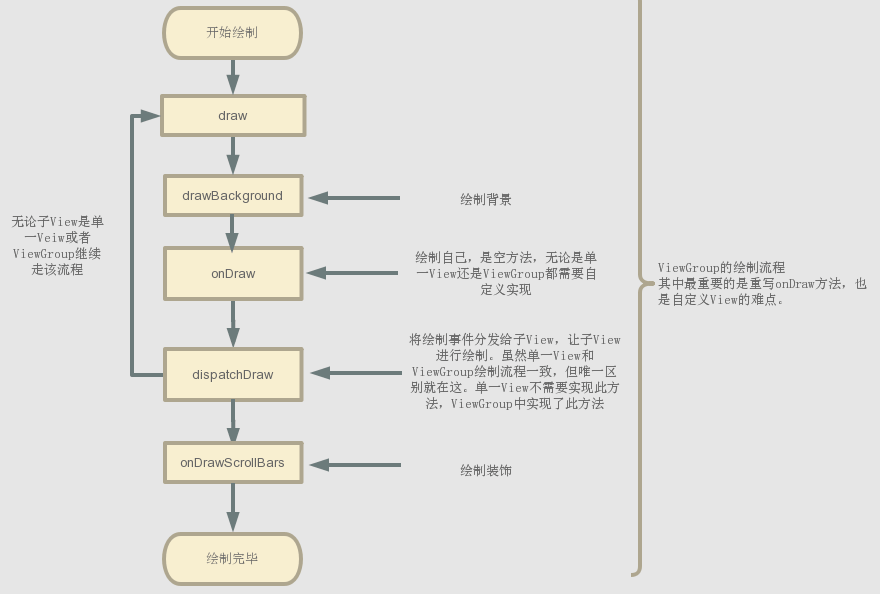 开始绘制
draw
drawBackground
绘制背景
无论子View是单
一Veiw或者
ViewGroup继续
走该流程
onDraw
绘制自己，是空方法，无论是单
一View还是ViewGroup都需要自
定义实现
ViewGroup的绘制流程
其中最重要的是重写onDraw方法，也
是自定义View的难点。
dispatchDraw
将绘制事件分发给子View，让子View
进行绘制。虽然单一View和
ViewGroup绘制流程一致，但唯一区
别就在这。单一View不需要实现此方
法，ViewGroup中实现了此方法
onDrawScrollBars
绘制装饰
绘制完毕